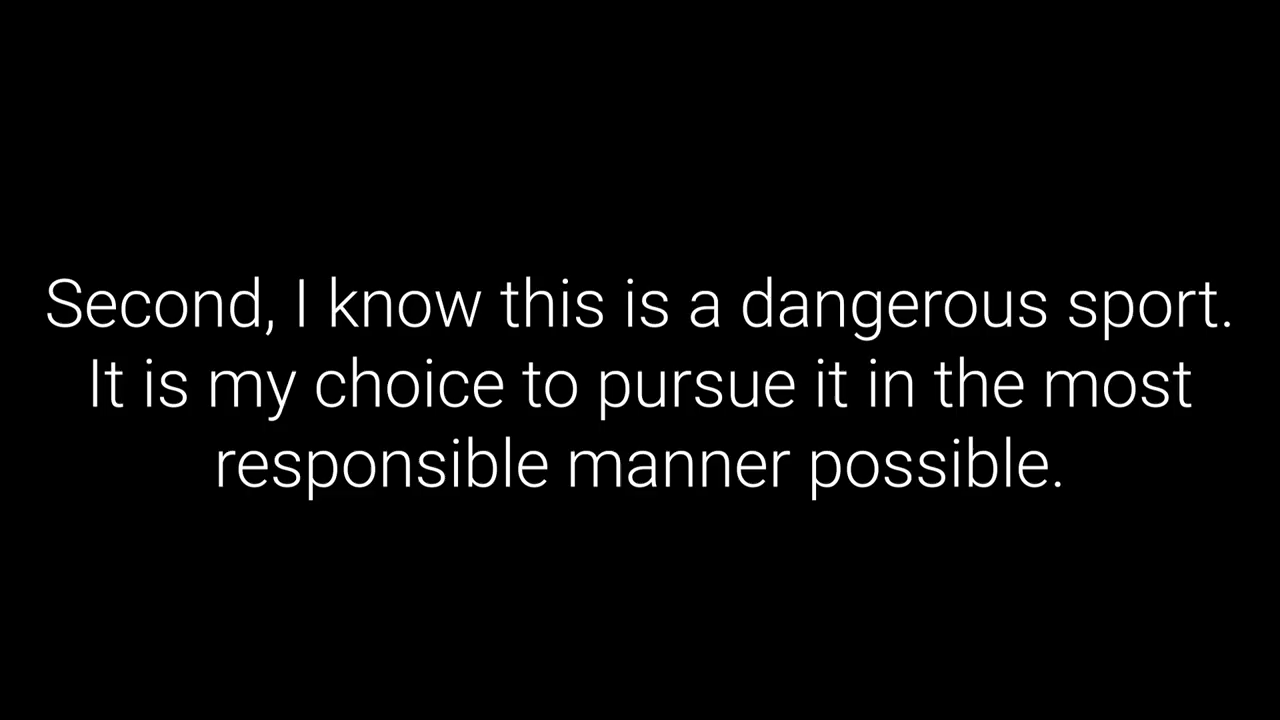 Second, I know this is a dangerous sport.
It is my choice to pursue it in the most
responsible manner possible.